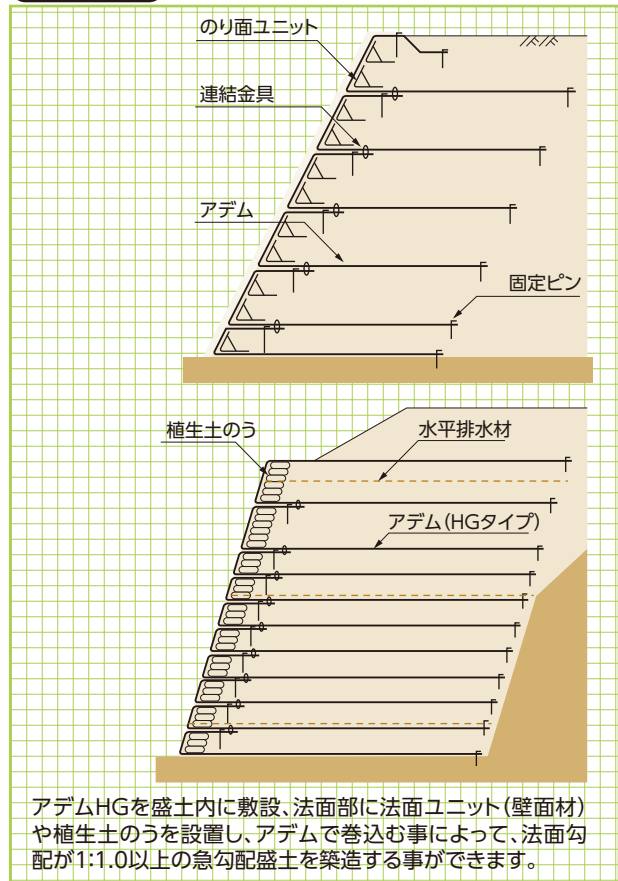 のり面ユニット
連結金具
アデム
固定ピン
植生土のう
水平排水材
アデム(HGタイプ)
アデムHGを盛土内に敷設、法面部に法面ユニット(壁面材)
や植生土のうを設置し、アデムで巻込む事によって、法面勾
配が1:1.0以上の急勾配盛土を築造する事ができます。